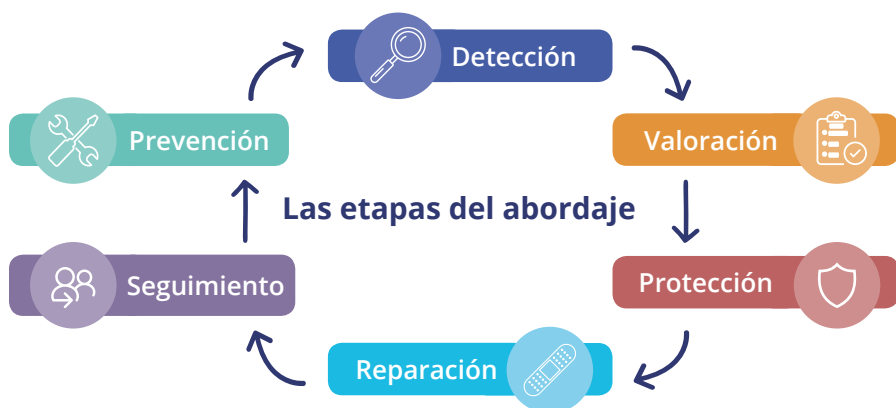 Detección
Prevención
Valoración
Las etapas del abordaje
Seguimiento
Protección
Reparación